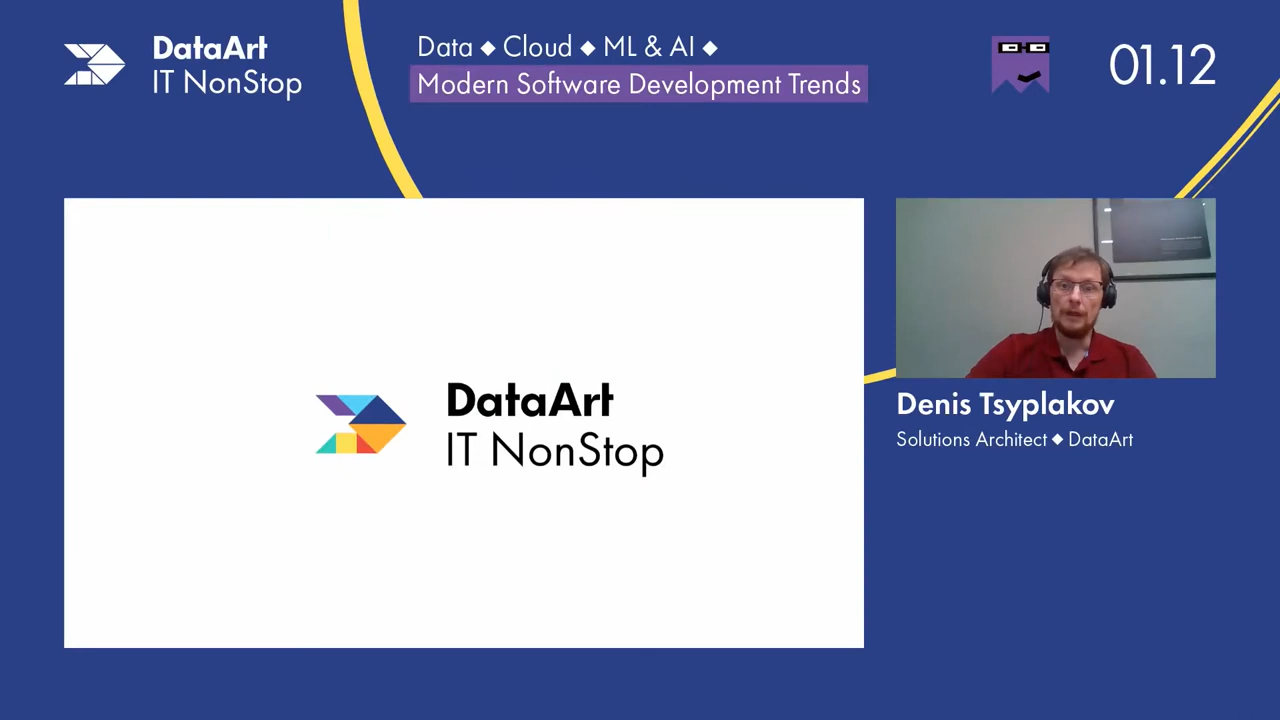 DataArt
IT NonStop
Data ◆ Cloud ◆ ML & AI ◆
Modern Software Development Trends
01.12
DataArt
IT NonStop
Denis Tsyplakov
Solutions Architect ◆ DataArt